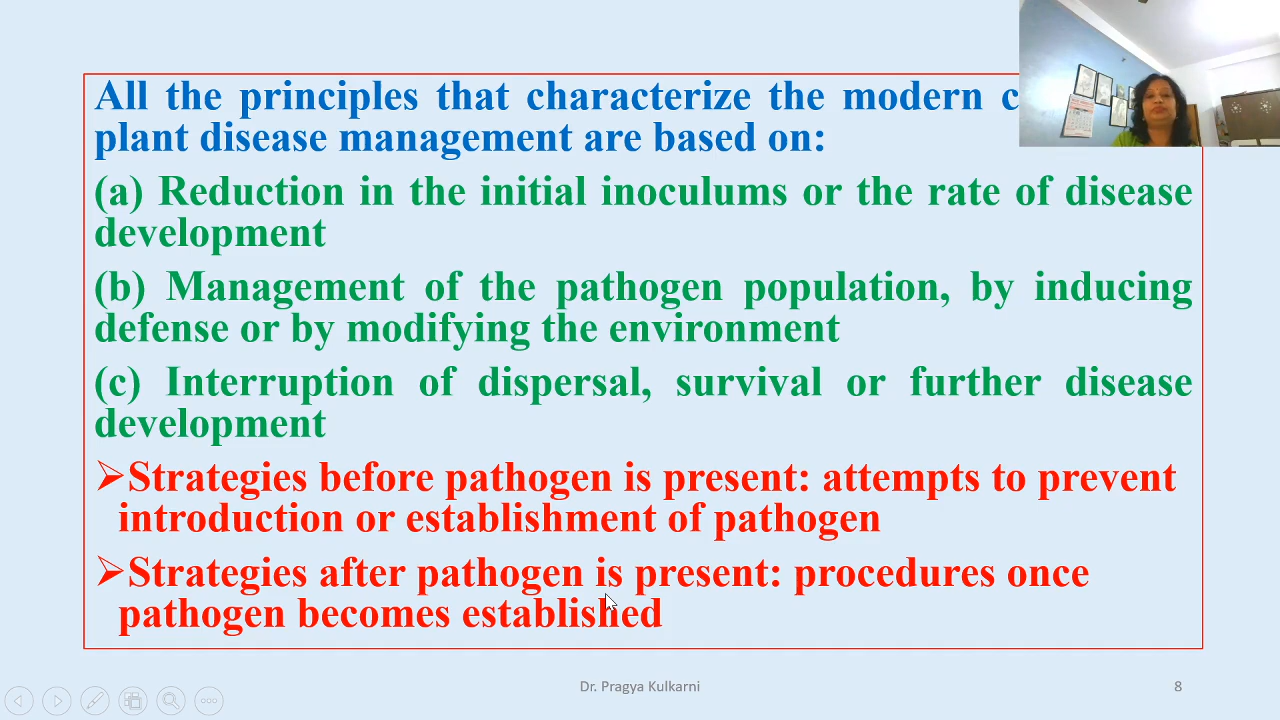 All the principles that characterize the modern
plant disease management are based on:
(a) Reduction in the initial inoculums or the rate of disease
development
(b) Management of the pathogen population, by inducing
defense or by modifying the environment
(c) Interruption of dispersal, survival or further disease
development
➢Strategies before pathogen is present: attempts to prevent
introduction or establishment of pathogen
➢Strategies after pathogen is present: procedures once
pathogen becomes established
Dr. Pragya Kulkarni
8